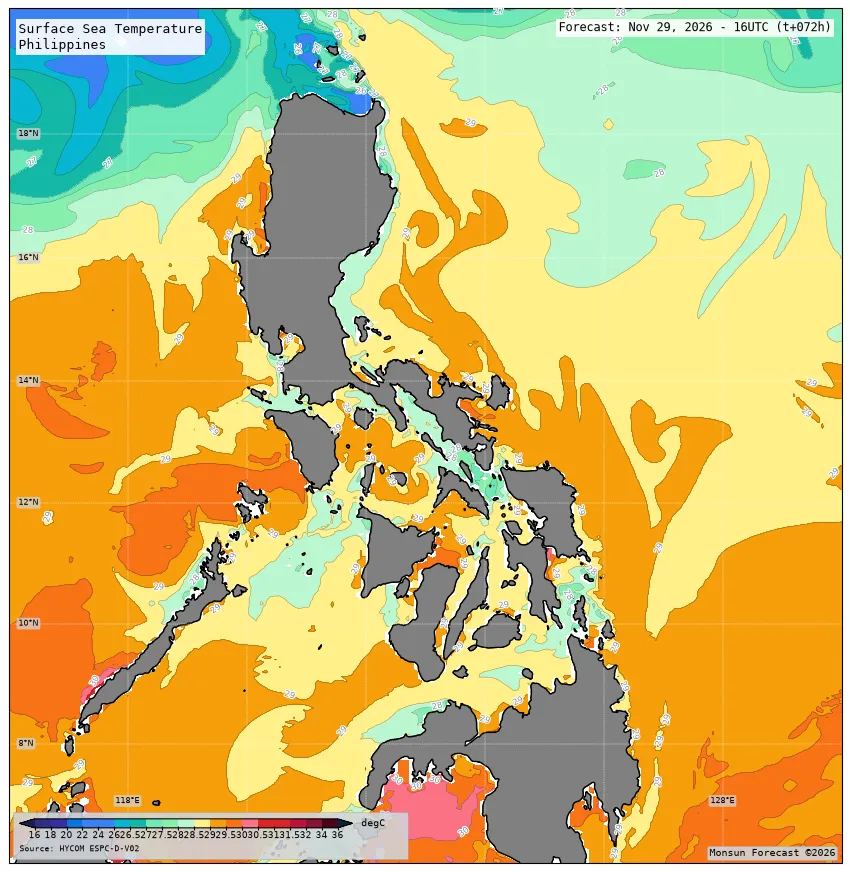 Surface Sea Temperature
Philippines
Forecast: Nov 29, 2026 - 16UTC (t+072h)
18°N
16°N
14°N
12°N
10°N
8°N
118°E
128°E
16 18 20 22 24 26 26.5 27 27.5 28 28.5 29 29.5 30 30.5 31 31.5 32 34 36
degC
Source: HYCOM ESPC-D-V02
Monsun Forecast ©2026